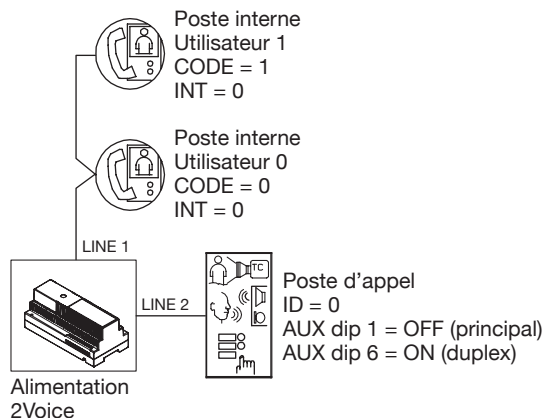 Poste interne
Utilisateur 1
CODE = 1
INT = 0
Poste interne
Utilisateur 0
CODE = 0
INT = 0
LINE 1
LINE 2
TC
Poste d'appel
ID = 0
AUX dip 1 = OFF (principal)
AUX dip 6 = ON (duplex)
Alimentation
2Voice